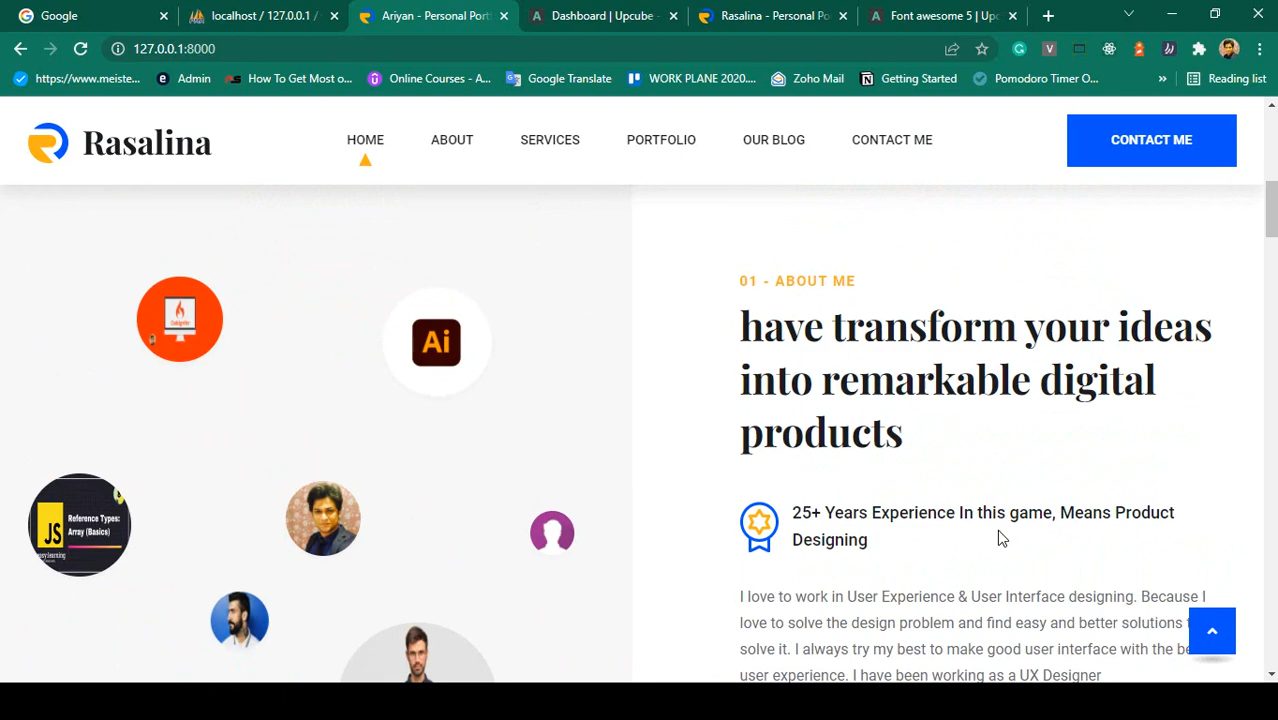 Google
localhost / 127.0.0.1 /
Ariyan - Personal Port
Dashboard | Upcube -
Rasalina - Personal Po
Font awesome 5 | Upc
127.0.0.1:8000
https://www.meiste...
Admin
How To Get Most o...
Online Courses - A...
Google Translate
WORK PLANE 2020....
Zoho Mail
Getting Started
Pomodoro Timer O...
»
Reading list
Rasalina
HOME
ABOUT
SERVICES
PORTFOLIO
OUR BLOG
CONTACT ME
CONTACT ME
Ai
JS
Reference Types:
Array (Basics)
01 - ABOUT ME
have transform your ideas
into remarkable digital
products
25+ Years Experience In this game, Means Product
Designing
I love to work in User Experience & User Interface designing. Because I
love to solve the design problem and find easy and better solutions
solve it. I always try my best to make good user interface with the be
user experience. I have been working as a UX Designer